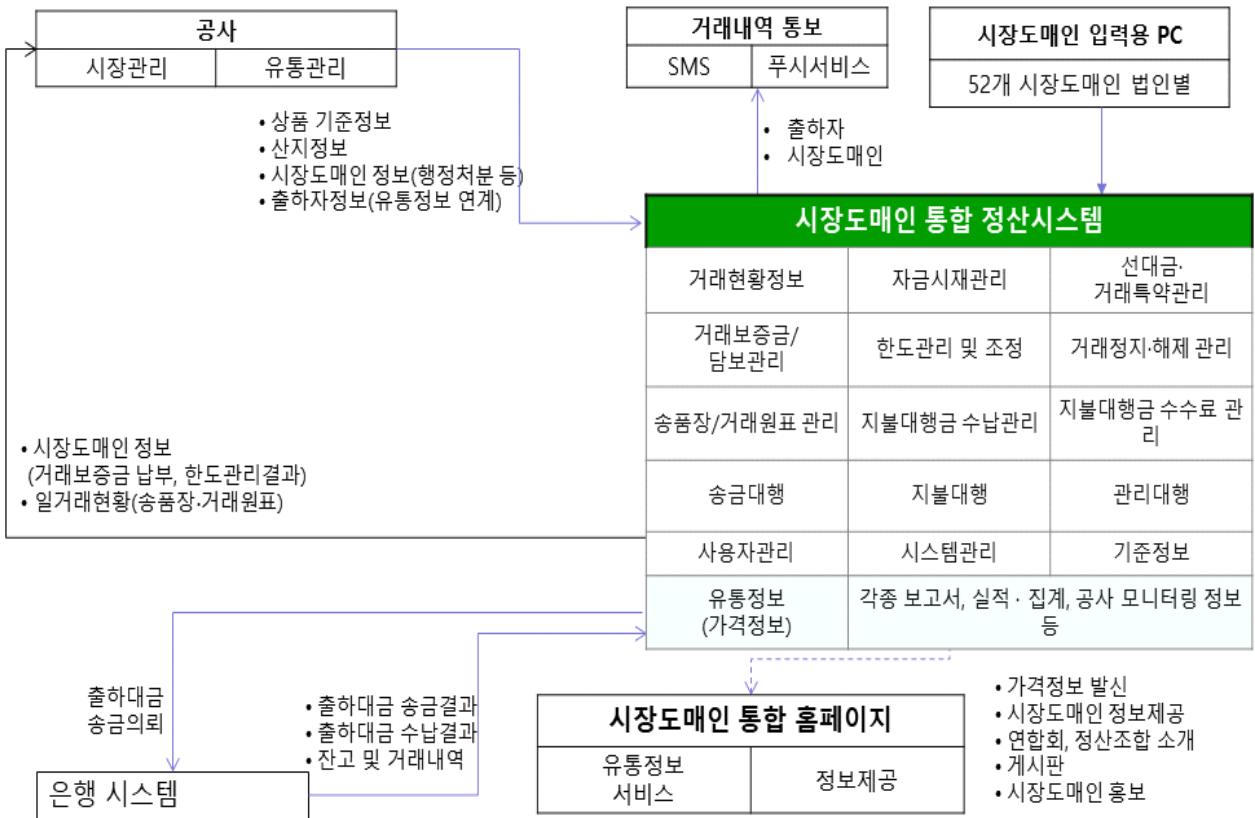 공사
시장관리
유통관리
거래내역 통보
SMS
푸시서비스
시장도매인 입력용 PC
52개 시장도매인 법인별
• 상품 기준정보
• 산지정보
• 시장도매인 정보(행정처분 등)
• 출하자정보(유통정보 연계)
• 출하자
• 시장도매인
시장도매인 통합 정산시스템
거래현황정보
자금시재관리
선대금·
거래특약관리
거래보증금/
담보관리
한도관리 및 조정
거래정지·해제 관리
송품장/거래원표 관리
지불대행금 수납관리
지불대행금 수수료 관
리
송금대행
지불대행
관리대행
사용자관리
시스템관리
기준정보
유통정보
(가격정보)
각종 보고서, 실적 · 집계, 공사 모니터링 정보
등
• 시장도매인 정보
(거래보증금 납부, 한도관리결과)
• 일거래현황(송품장·거래원표)
출하대금
송금의뢰
• 출하대금 송금결과
• 출하대금 수납결과
• 잔고 및 거래내역
은행 시스템
시장도매인 통합 홈페이지
유통정보
서비스
정보제공
• 가격정보 발신
• 시장도매인 정보제공
• 연합회, 정산조합 소개
• 게시판
• 시장도매인 홍보